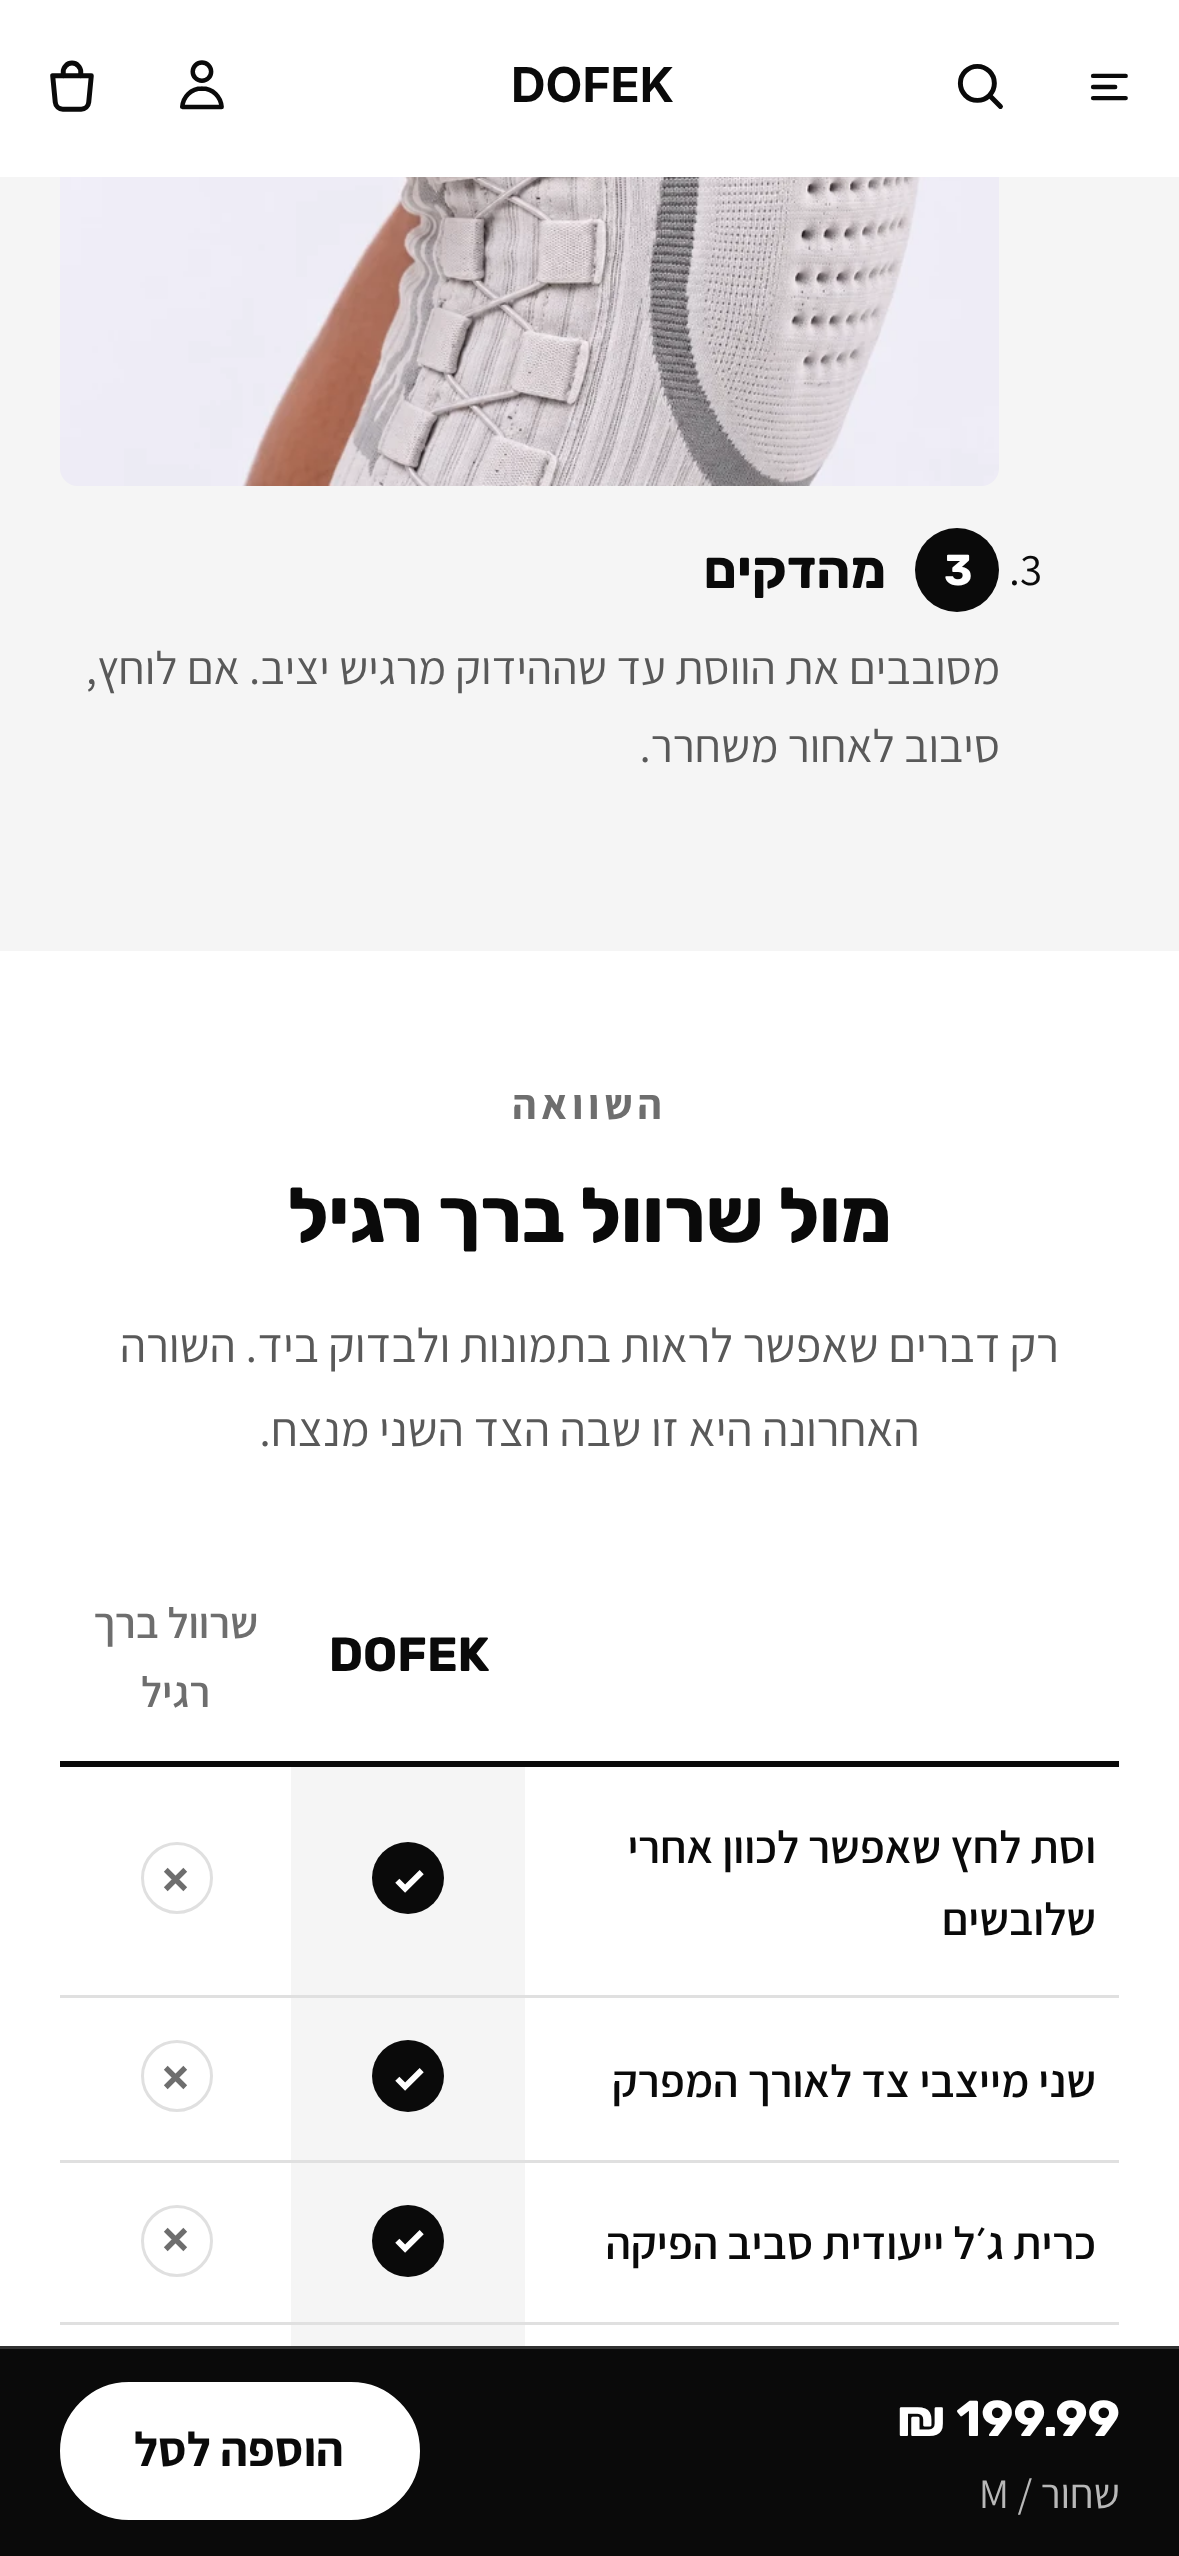 DOFEK
3. 3 מהדקים
מסובבים את הווסת עד שההידוק מרגיש יציב. אם לוחץ,
סיבוב לאחור משחרר.
השוואה
מול שרוול ברך רגיל
רק דברים שאפשר לראות בתמונות ולבדוק ביד. השורה
האחרונה היא זו שבה הצד השני מנצח.
DOFEK
שרוול ברך
רגיל
וסת לחץ שאפשר לכוון אחרי
שלובשים
שני מייצבי צד לאורך המפרק
כרית ג׳ל ייעודית סביב הפיקה
199.99 ₪
שחור / M
הוספה לסל